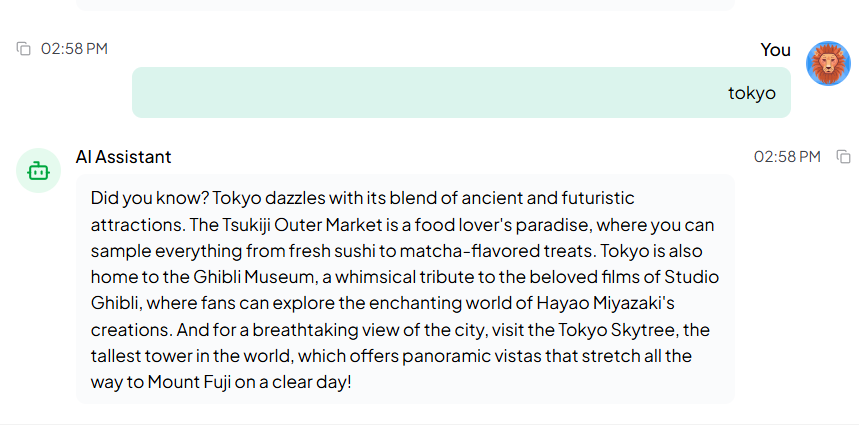 02:58 PM
You
tokyo
AI Assistant
02:58 PM
Did you know? Tokyo dazzles with its blend of ancient and futuristic
attractions. The Tsukiji Outer Market is a food lover's paradise, where you can
sample everything from fresh sushi to matcha-flavored treats. Tokyo is also
home to the Ghibli Museum, a whimsical tribute to the beloved films of Studio
Ghibli, where fans can explore the enchanting world of Hayao Miyazaki's
creations. And for a breathtaking view of the city, visit the Tokyo Skytree, the
tallest tower in the world, which offers panoramic vistas that stretch all the
way to Mount Fuji on a clear day!